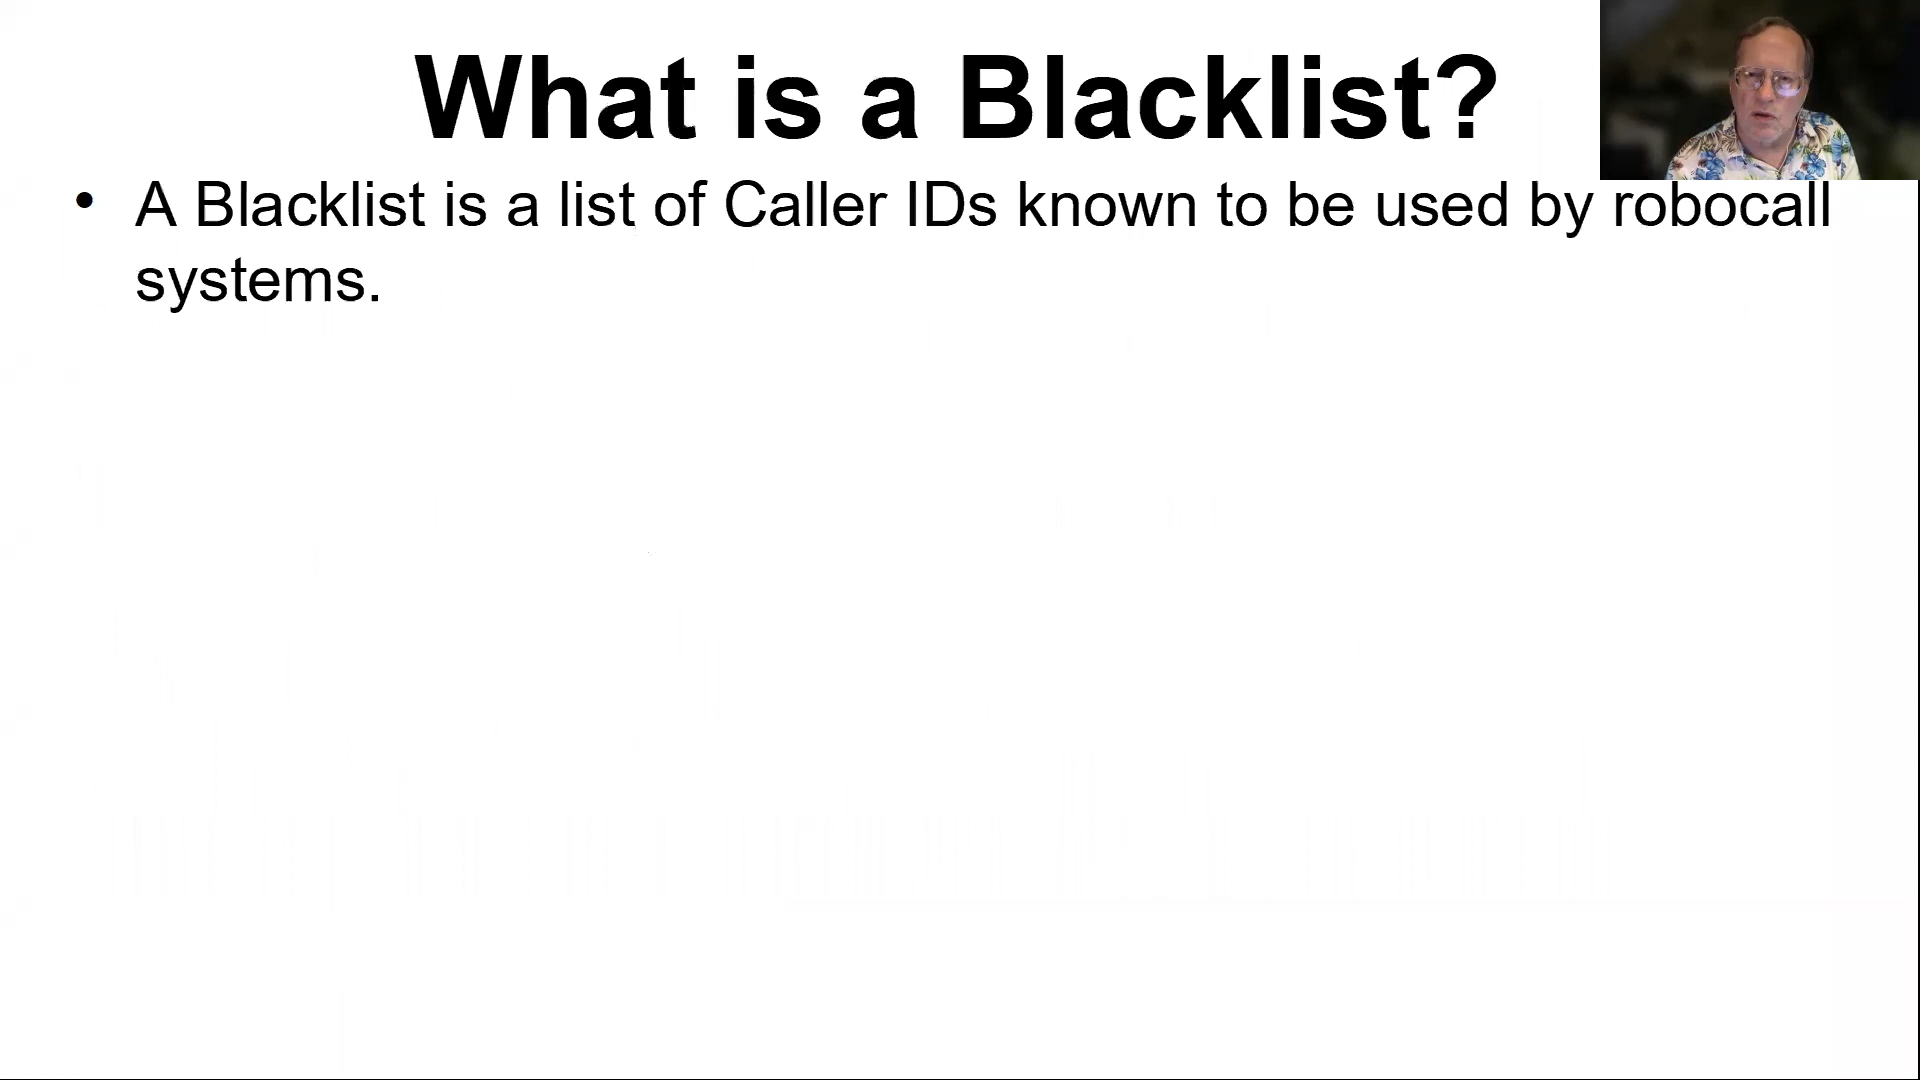 What is a Blacklist?
• A Blacklist is a list of Caller IDs known to be used by robocall
systems.